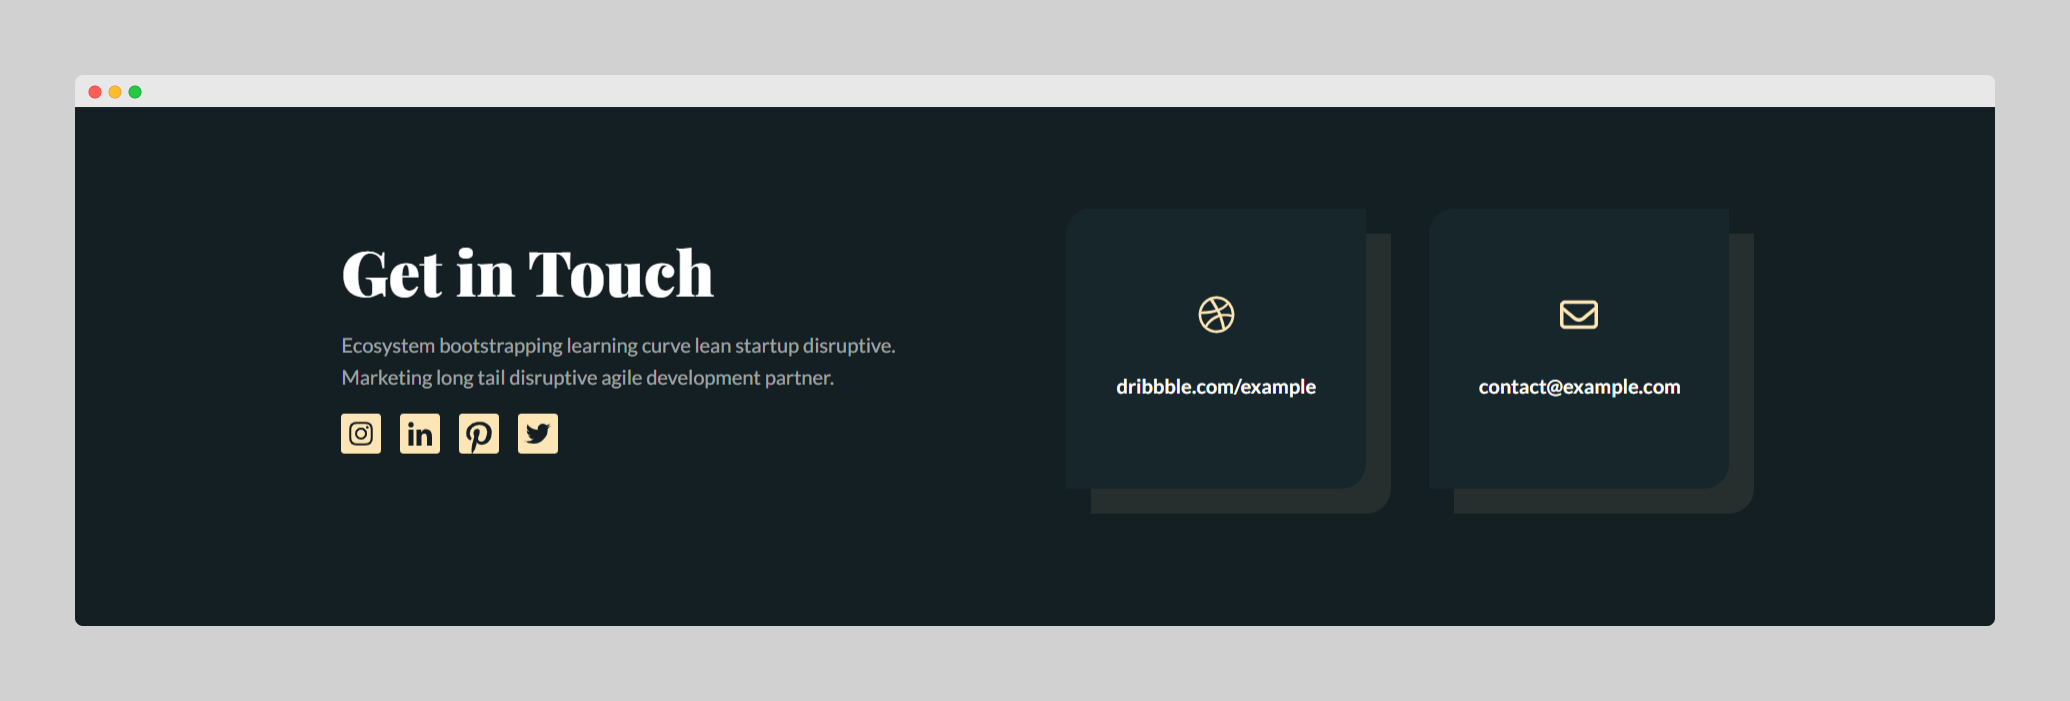 Get in Touch
Ecosystem bootstrapping learning curve lean startup disruptive.
Marketing long tail disruptive agile development partner.
dribbble.com/example
contact@example.com